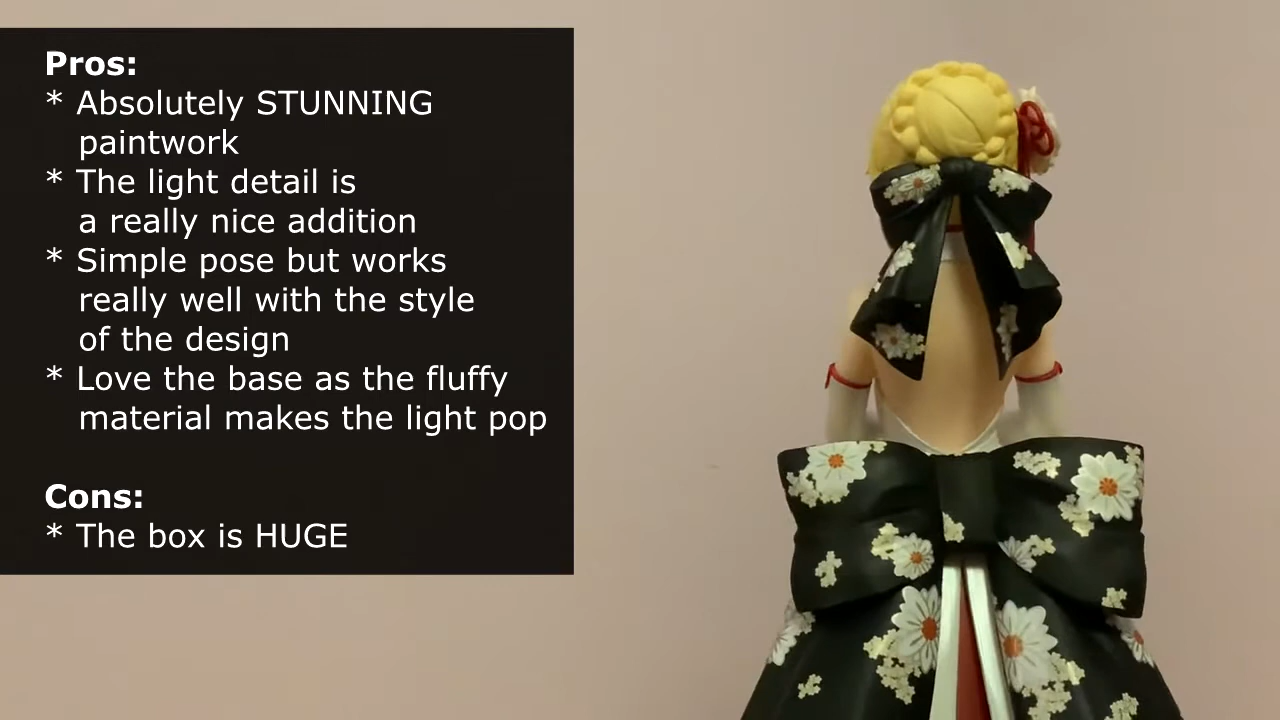 Pros:
* Absolutely STUNNING
paintwork
* The light detail is
a really nice addition
* Simple pose but works
really well with the style
of the design
* Love the base as the fluffy
material makes the light pop
Cons:
* The box is HUGE